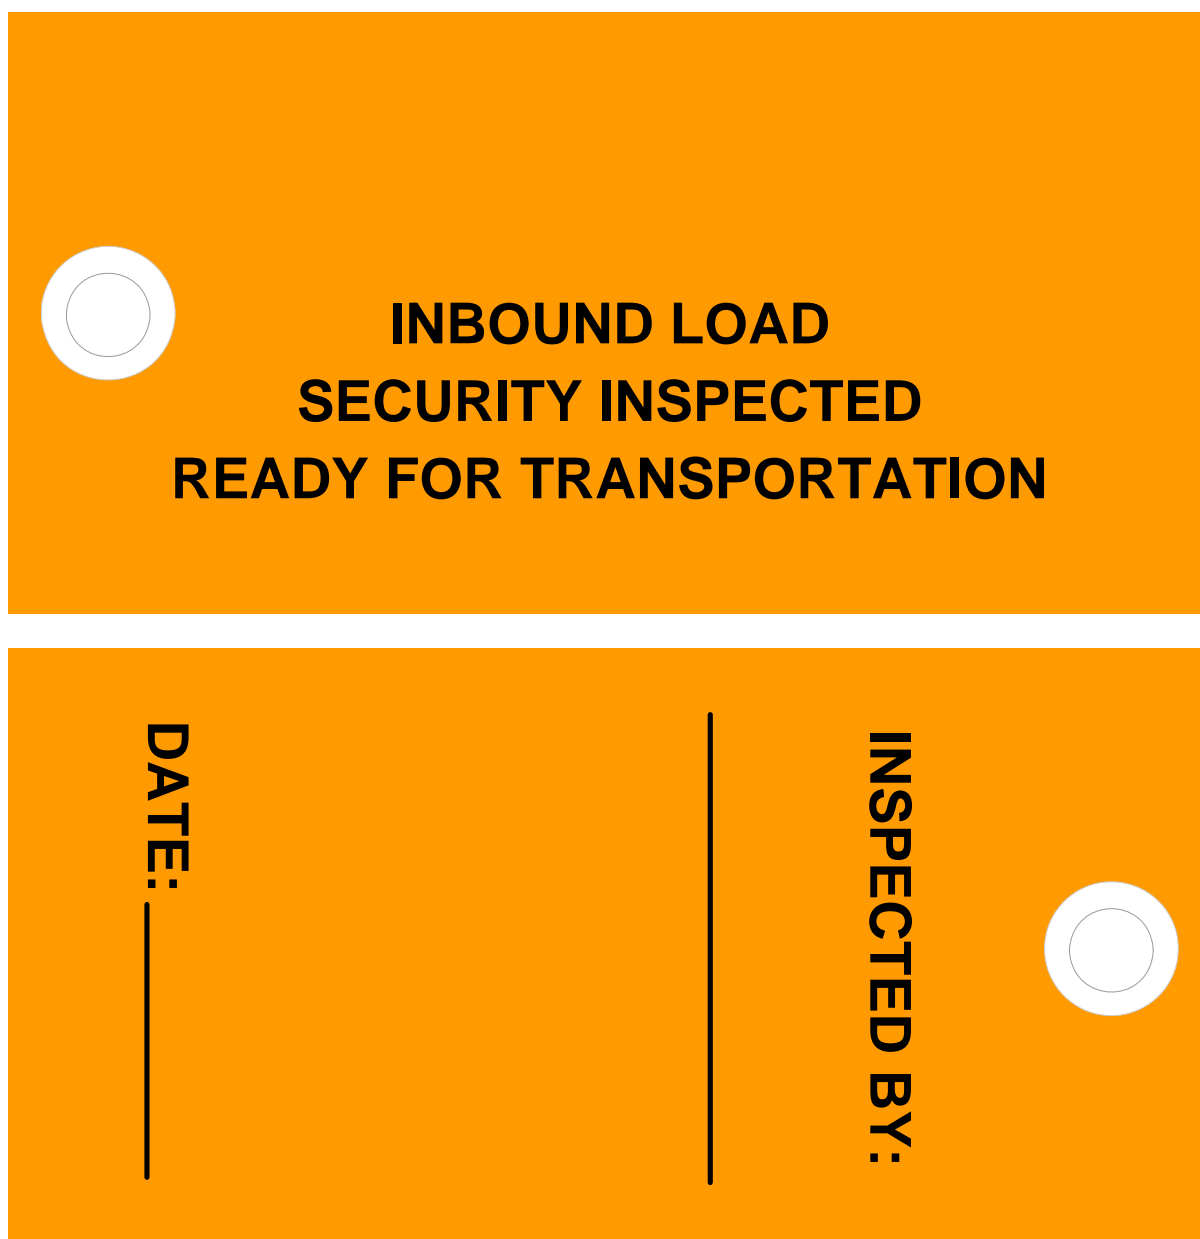 INBOUND LOAD
SECURITY INSPECTED
READY FOR TRANSPORTATION
INSPECTED BY:
DATE: